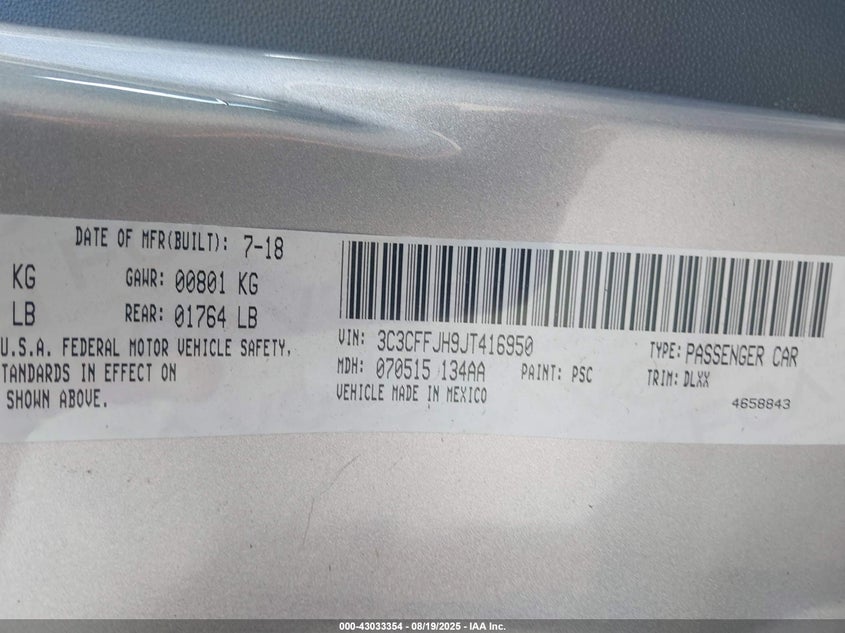 DATE OF MFR(BUILT): 7-18
KG GAWR: 00801 KG
LB REAR: 01764 LB
U.S.A. FEDERAL MOTOR VEHICLE SAFETY,
TANDARDS IN EFFECT ON
SHOWN ABOVE.
VIN: 3C3CFFJH9JT416950 TYPE: PASSENGER CAR
MDH: 070515 134AA PAINT: PSC TRIM: DLXX
VEHICLE MADE IN MEXICO 4658843
000-43033354 - 08/19/2025 - IAA Inc.